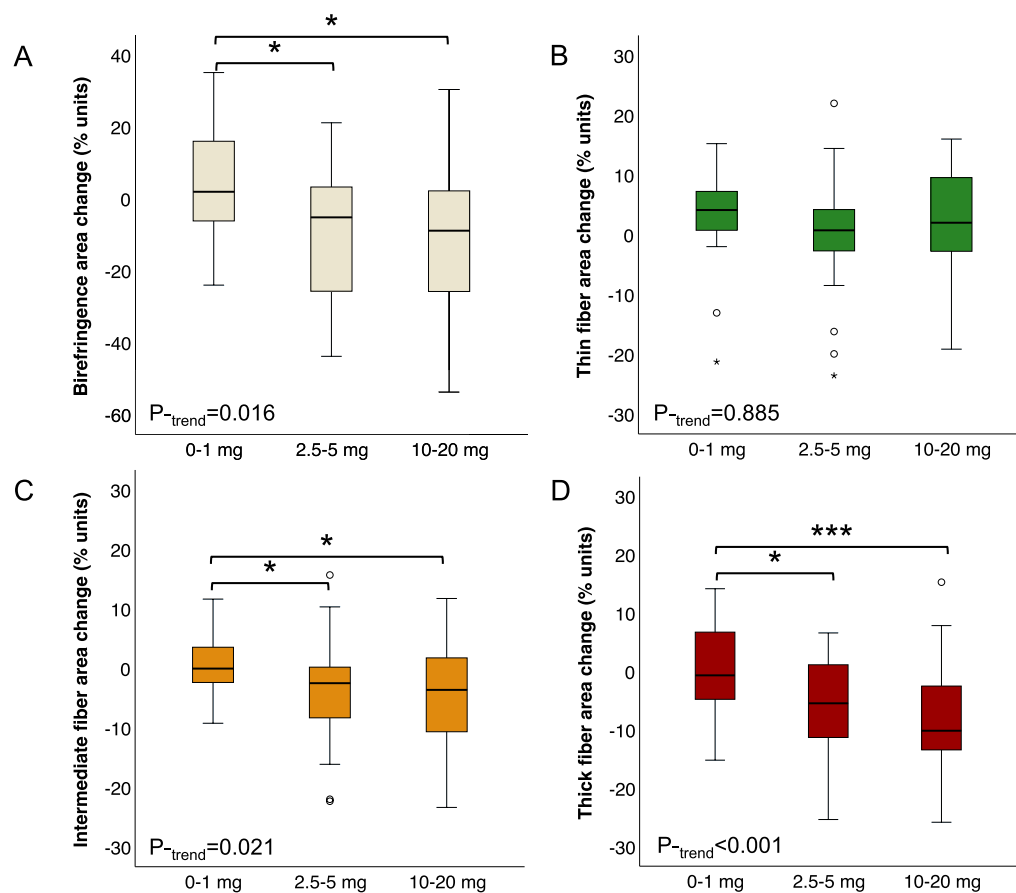 A
Birefringence area change (% units)
40
20
0
-20
-40
-60
*
*
P-trend=0.016
0-1 mg 2.5-5 mg 10-20 mg
B
Thin fiber area change (% units)
30
20
10
0
-10
-20
-30
P-trend=0.885
0-1 mg 2.5-5 mg 10-20 mg
C
Intermediate fiber area change (% units)
30
20
10
0
-10
-20
-30
*
*
P-trend=0.021
0-1 mg 2.5-5 mg 10-20 mg
D
Thick fiber area change (% units)
30
20
10
0
-10
-20
-30
***
*
P-trend<0.001
0-1 mg 2.5-5 mg 10-20 mg